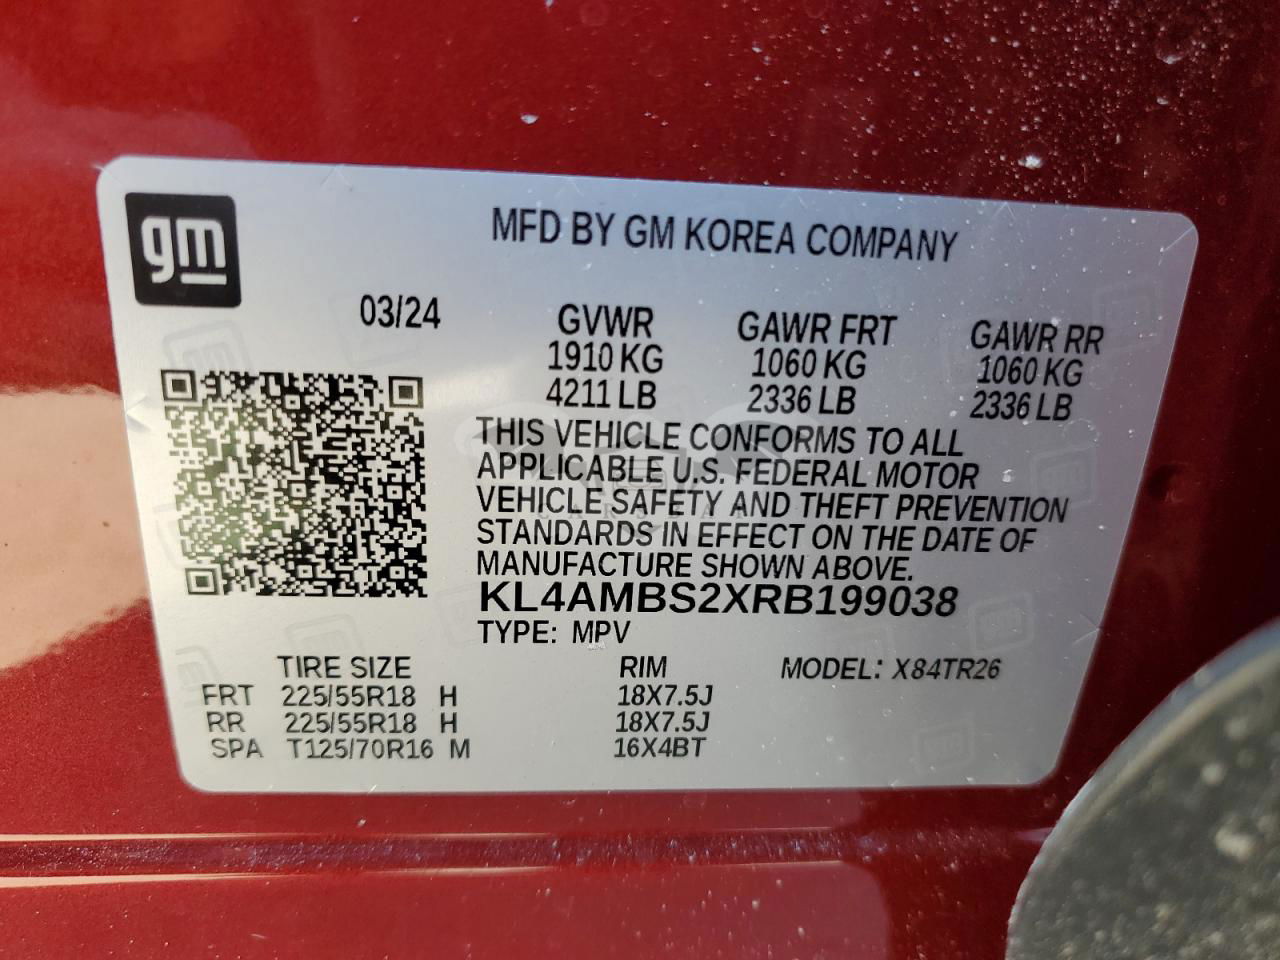 gm
MFD BY GM KOREA COMPANY
03/24
GVWR GAWR FRT GAWR RR
1910 KG 1060 KG 1060 KG
4211 LB 2336 LB 2336 LB
THIS VEHICLE CONFORMS TO ALL
APPLICABLE U.S. FEDERAL MOTOR
VEHICLE SAFETY AND THEFT PREVENTION
STANDARDS IN EFFECT ON THE DATE OF
MANUFACTURE SHOWN ABOVE.
KL4AMBS2XRB199038
TYPE: MPV
TIRE SIZE RIM MODEL: X84TR26
FRT 225/55R18 H 18X7.5J
RR 225/55R18 H 18X7.5J
SPA T125/70R16 M 16X4BT